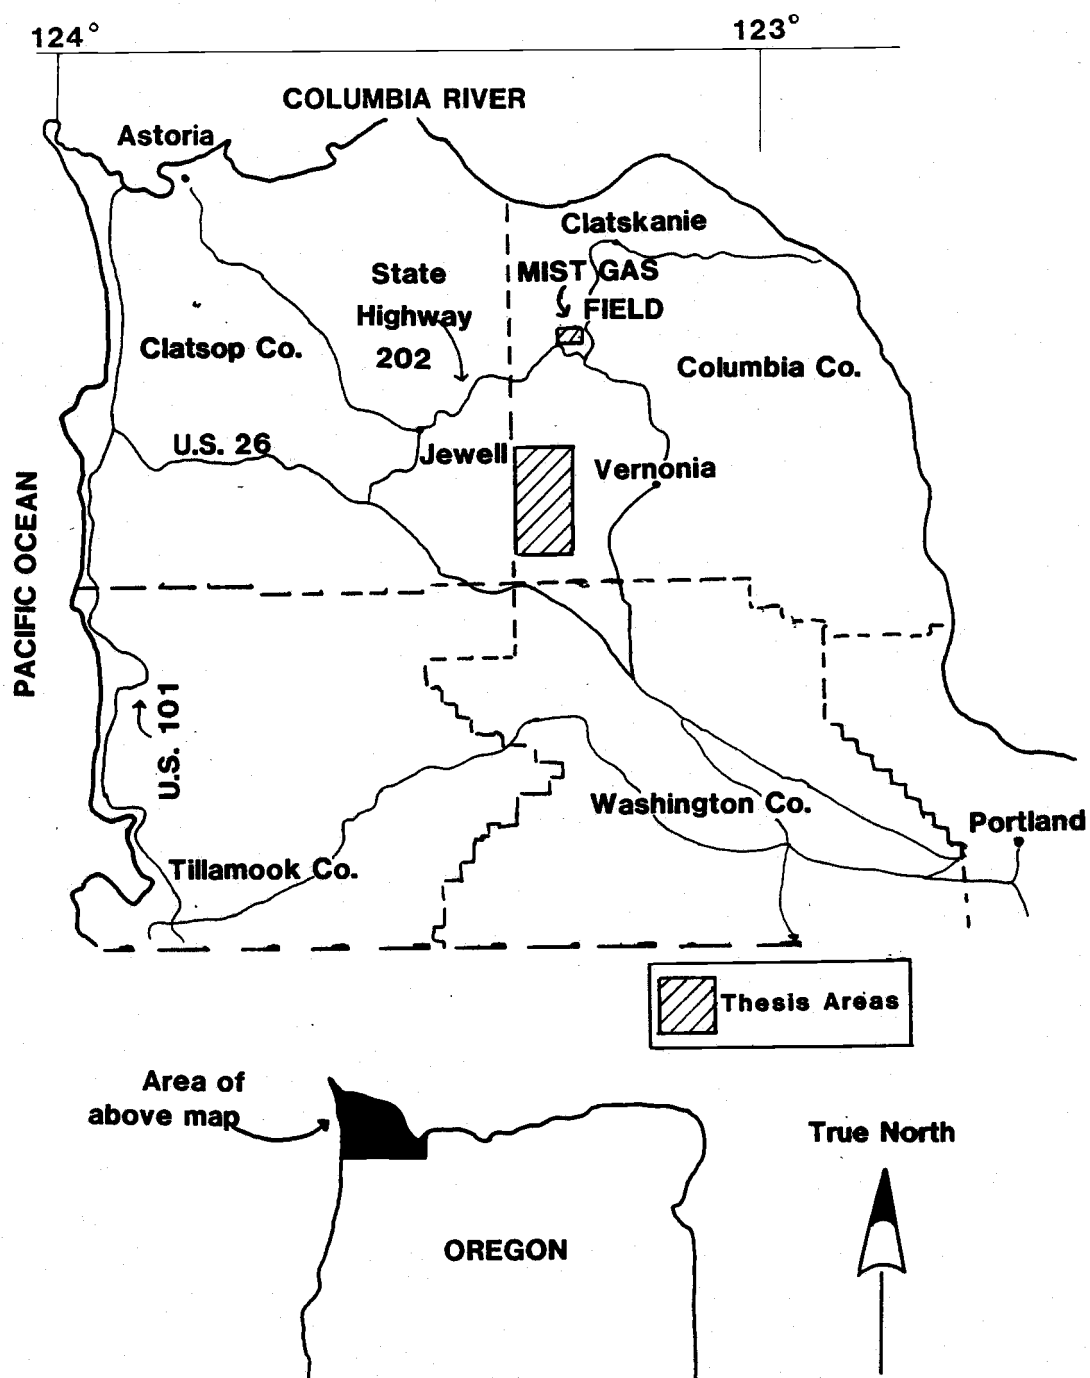 124°
123°
COLUMBIA RIVER
Astoria
Clatskanie
State
Highway
202
MIST GAS
FIELD
Clatsop Co.
Columbia Co.
U.S. 26
Jewell
Vernonia
PACIFIC OCEAN
U.S. 101
Washington Co.
Portland
Tillamook Co.
Thesis Areas
Area of
above map
True North
OREGON